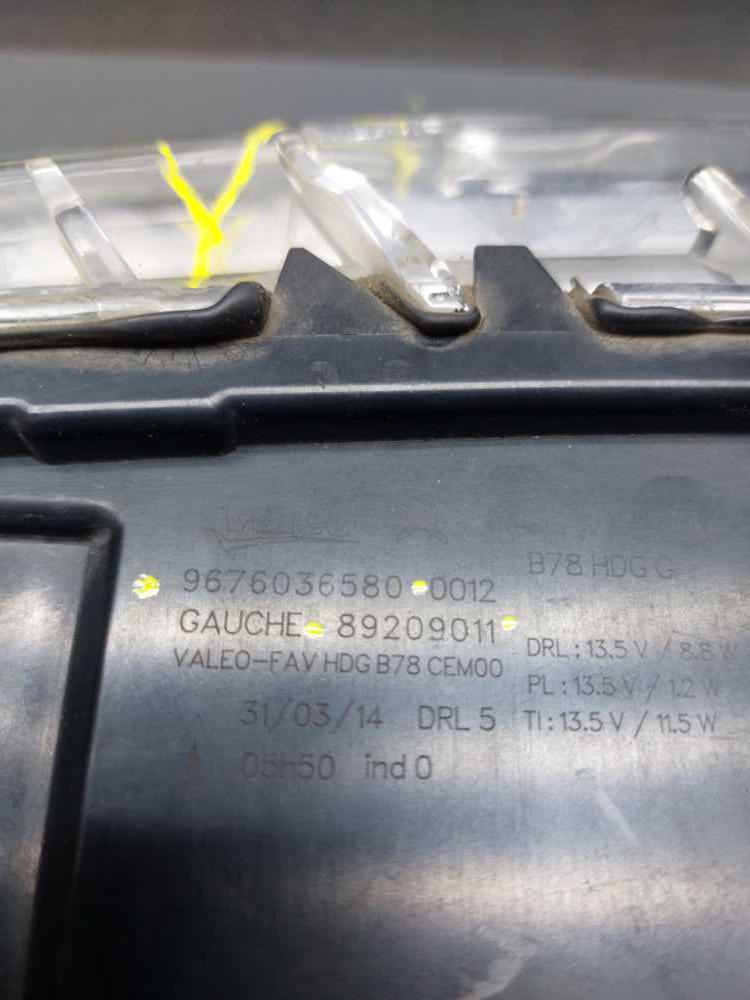 Valeo
9676036580 0012
GAUCHE 89209011
VALEO-FAV HDG B78 CEM00
31/03/14 DRL 5
05h50 ind 0
B78 HDG G
DRL : 13.5 V / 8.8 W
PL : 13.5 V / 1.2 W
TI : 13.5 V / 11.5 W